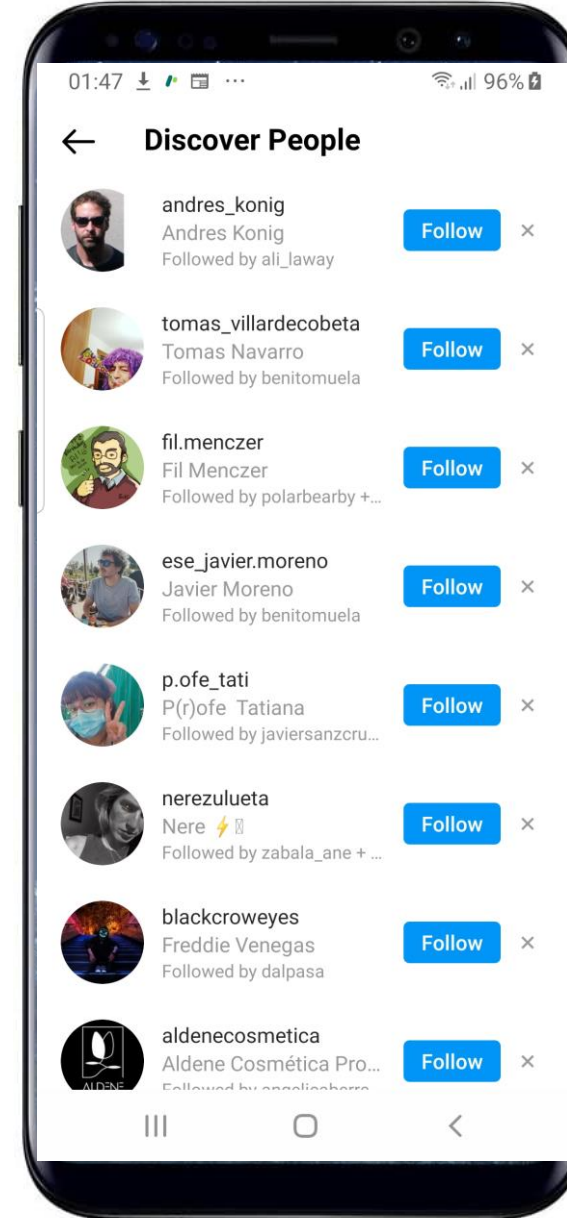 01:47 ... 96%
Discover People
andres_konig
Andres Konig
Followed by ali_laway
Follow
tomas_villardecobeta
Tomas Navarro
Followed by benitomuela
Follow
fil.menczer
Fil Menczer
Followed by polarbearby +...
Follow
ese_javier.moreno
Javier Moreno
Followed by benitomuela
Follow
p.ofe_tati
P(r)ofe Tatiana
Followed by javiersanzcru...
Follow
nerezulueta
Nere ⚡
Followed by zabala_ane + ...
Follow
blackcroweyes
Freddie Venegas
Followed by dalpasa
Follow
ALDENE
aldenecosmetica
Aldene Cosmética Pro...
Followed by
Follow